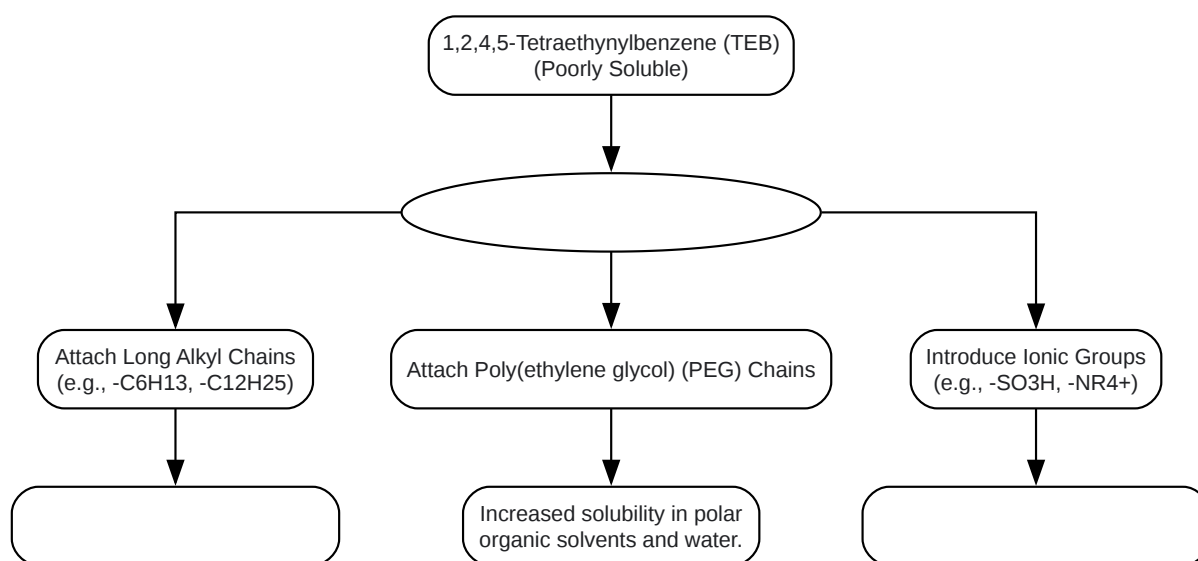 1,2,4,5-Tetraethynylbenzene (TEB)
(Poorly Soluble)
Attach Long Alkyl Chains
(e.g., -C6H13, -C12H25)
Attach Poly(ethylene glycol) (PEG) Chains
Introduce Ionic Groups
(e.g., -SO3H, -NR4+)
Increased solubility in polar
organic solvents and water.